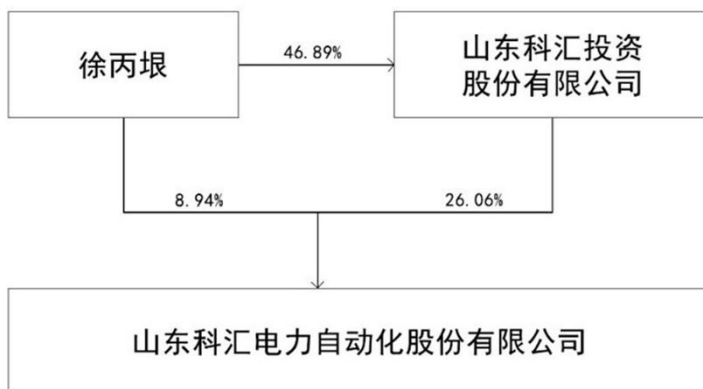 徐丙垠
46.89%
山东科汇投资
股份有限公司
8.94%
26.06%
山东科汇电力自动化股份有限公司